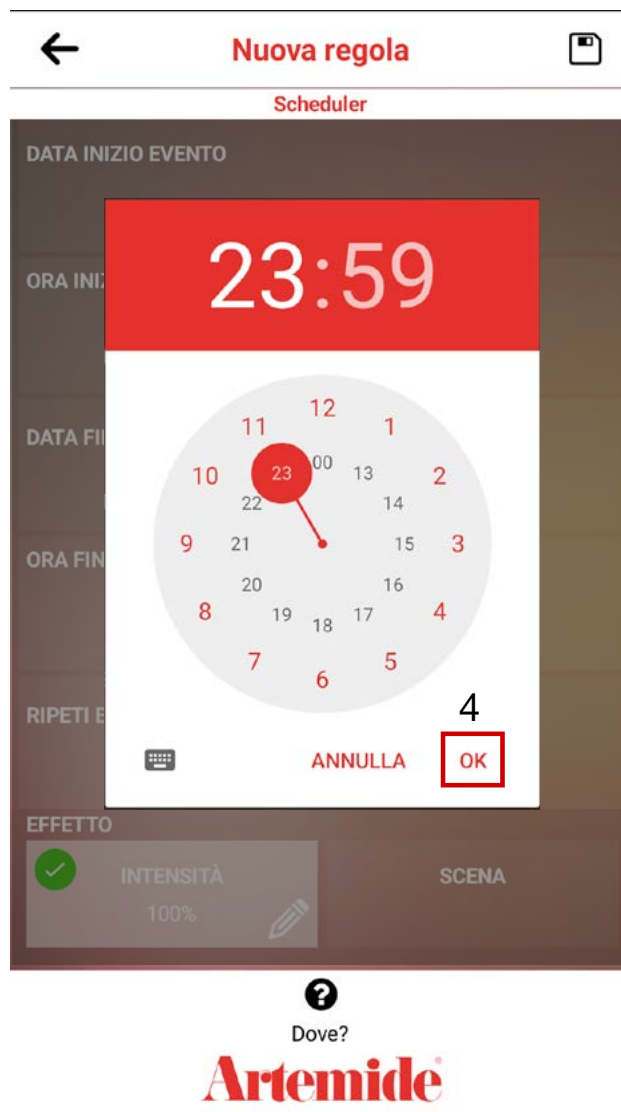 Nuova regola
Scheduler
DATA INIZIO EVENTO
23:59
ORA INIZ
DATA FI
ORA FIN
RIPETI E
12
11
1
00
23
13
10
2
22
14
9
21
15
3
20
16
8
19
17
4
18
7
5
6
4
ANNULLA
OK
EFFETTO
INTENSITÀ
SCENA
100%
?
Dove?
Artemide